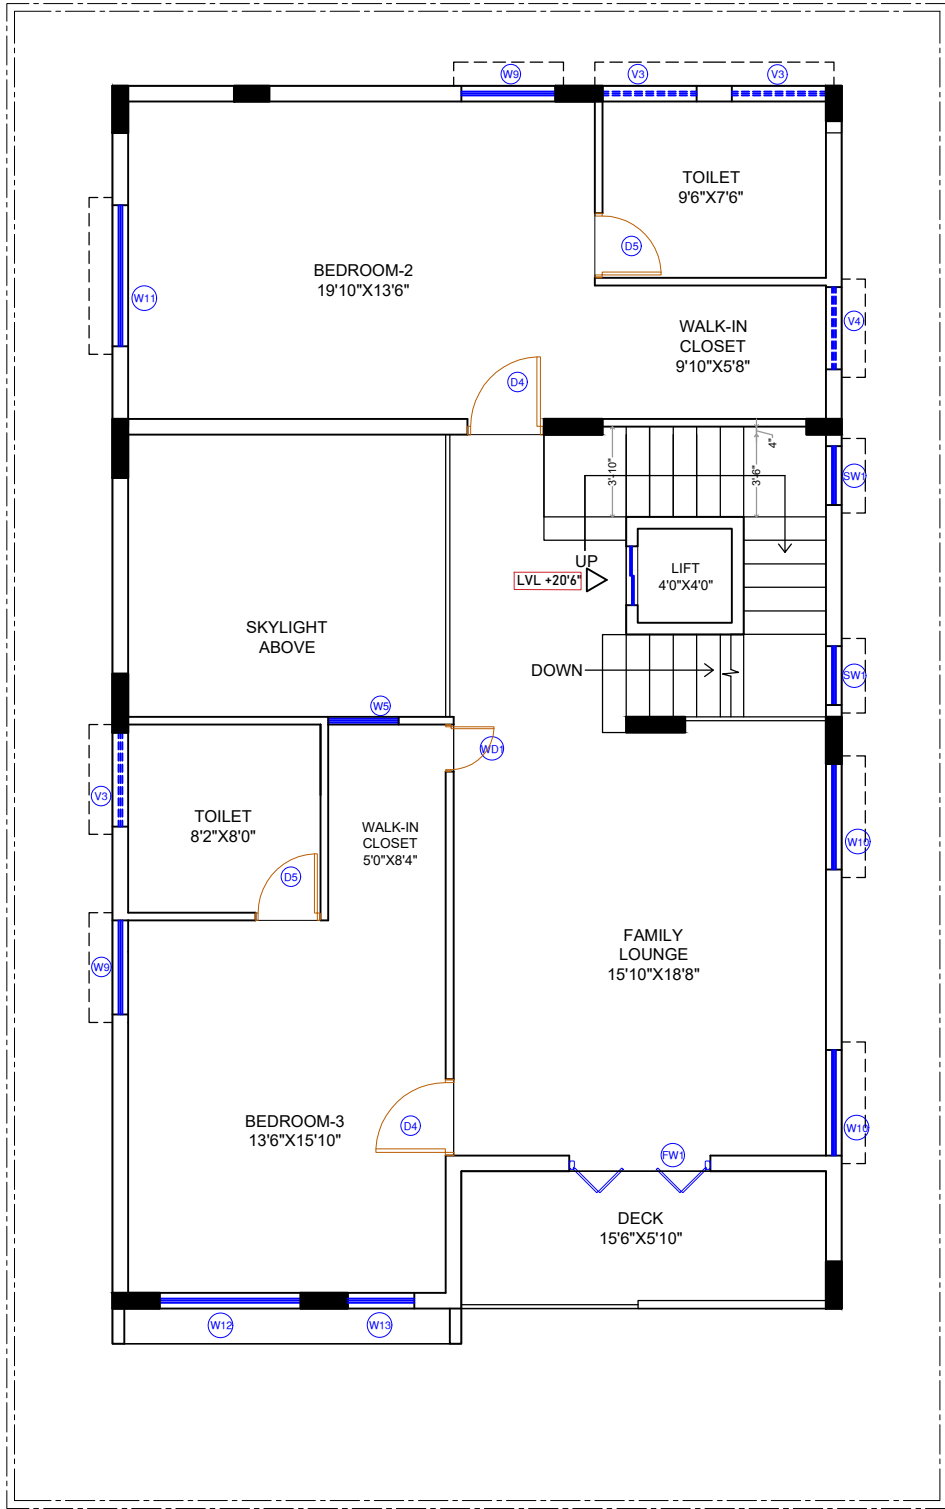 W9
V3
V3
TOILET
9'6"X7'6"
D5
BEDROOM-2
19'10"X13'6"
W11
V4
WALK-IN
CLOSET
9'10"X5'8"
D4
4"
3'-10"
3'-6"
SW1
UP
LVL +20'6"
LIFT
4'0"X4'0"
SKYLIGHT
ABOVE
DOWN
SW1
W5
WD1
V3
TOILET
8'2"X8'0"
WALK-IN
CLOSET
5'0"X8'4"
W10
D5
FAMILY
LOUNGE
15'10"X18'8"
W9
BEDROOM-3
13'6"X15'10"
D4
W10
FW1
DECK
15'6"X5'10"
W12
W13